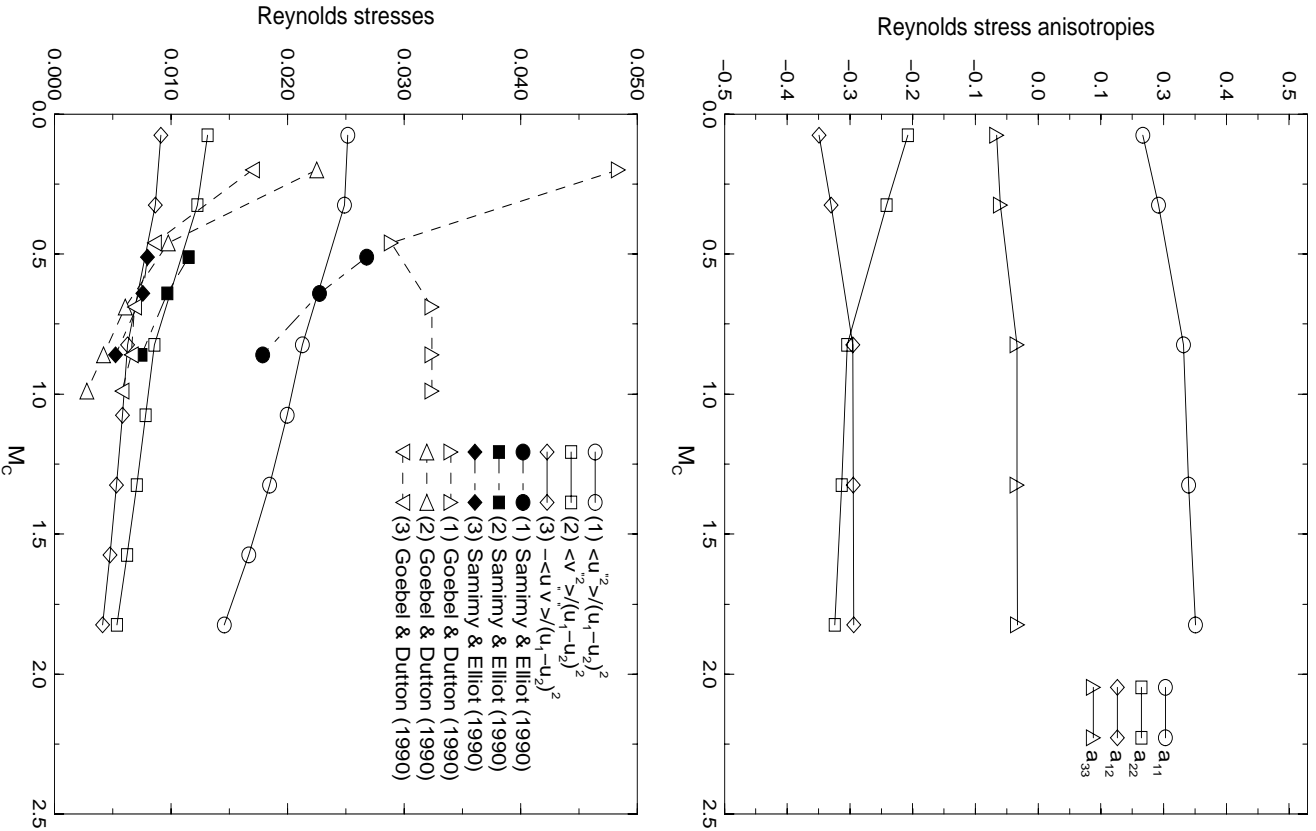 Reynolds stresses
0.000
0.010
0.020
0.030
0.040
0.050
0.0
0.5
1.0
1.5
2.0
2.5
M_c
(1) <u"²>/(u₁−u₂)²
(2) <v"²>/(u₁−u₂)²
(3) −<u"v">/(u₁−u₂)²
(1) Samimy & Elliot (1990)
(2) Samimy & Elliot (1990)
(3) Samimy & Elliot (1990)
(1) Goebel & Dutton (1990)
(2) Goebel & Dutton (1990)
(3) Goebel & Dutton (1990)
Reynolds stress anisotropies
−0.5
−0.4
−0.3
−0.2
−0.1
0.0
0.1
0.3
0.4
0.5
0.0
0.5
1.0
1.5
2.0
2.5
M_c
a₁₁
a₂₂
a₁₂
a₃₃